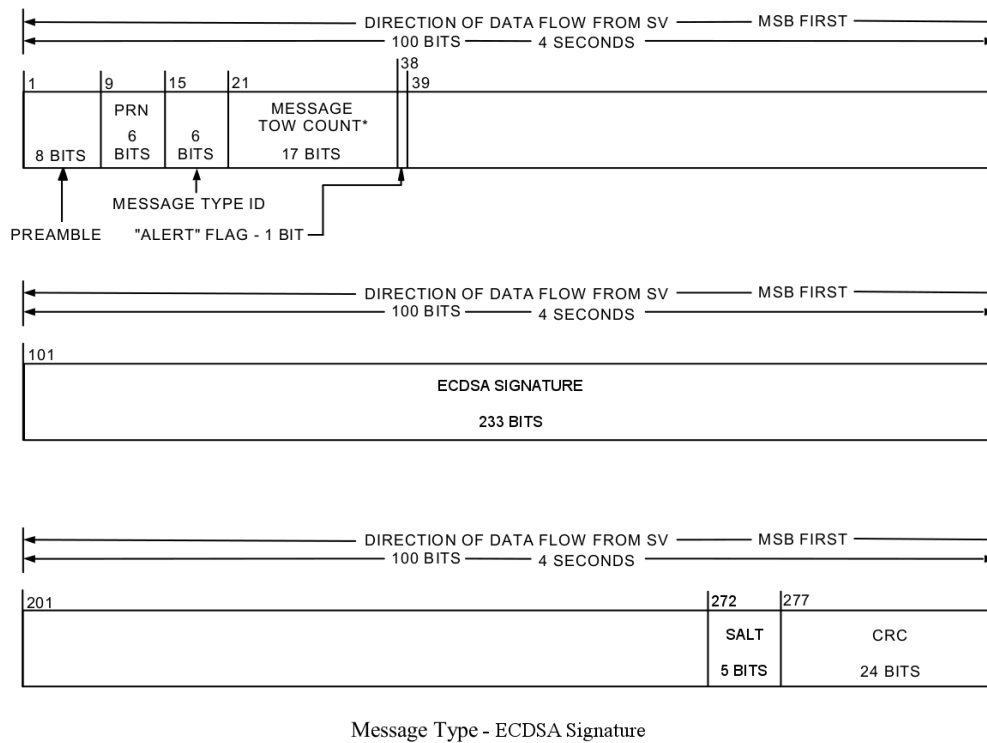 DIRECTION OF DATA FLOW FROM SV MSB FIRST
100 BITS 4 SECONDS
38
1 9 15 21 39
PRN MESSAGE
TOW COUNT*
6 6
8 BITS BITS BITS 17 BITS
MESSAGE TYPE ID
PREAMBLE "ALERT" FLAG - 1 BIT
DIRECTION OF DATA FLOW FROM SV MSB FIRST
100 BITS 4 SECONDS
101
ECDSA SIGNATURE
233 BITS
DIRECTION OF DATA FLOW FROM SV MSB FIRST
100 BITS 4 SECONDS
201 272 277
SALT CRC
5 BITS 24 BITS
Message Type - ECDSA Signature